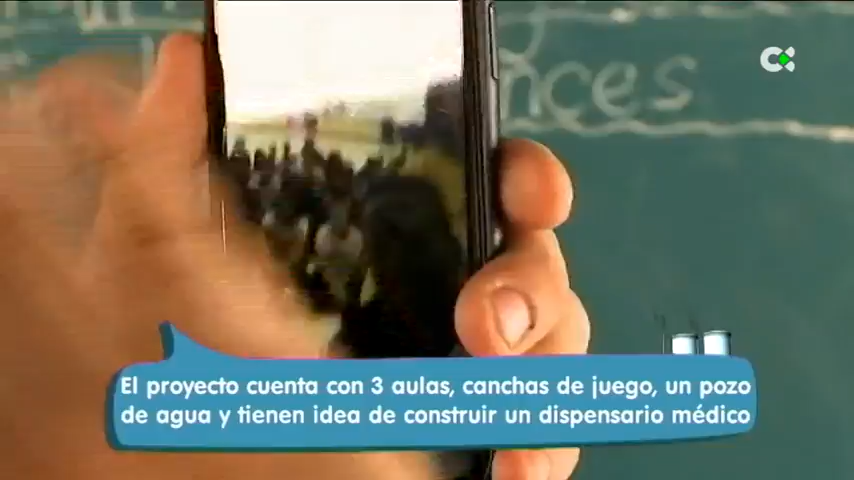 nces
El proyecto cuenta con 3 aulas, canchas de juego, un pozo
de agua y tienen idea de construir un dispensario médico